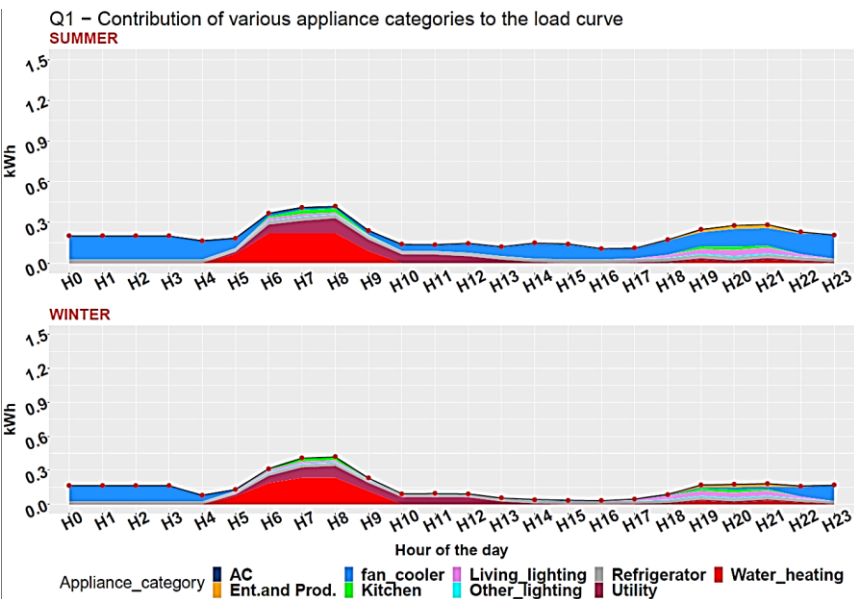 Q1 − Contribution of various appliance categories to the load curve
SUMMER
1.5
1.2
0.9
0.6
0.3
0.0
kWh
H0 H1 H2 H3 H4 H5 H6 H7 H8 H9 H10 H11 H12 H13 H14 H15 H16 H17 H18 H19 H20 H21 H22 H23
WINTER
1.5
1.2
0.9
0.6
0.3
0.0
kWh
H0 H1 H2 H3 H4 H5 H6 H7 H8 H9 H10 H11 H12 H13 H14 H15 H16 H17 H18 H19 H20 H21 H22 H23
Hour of the day
Appliance_category
AC fan_cooler Living_lighting Refrigerator Water_heating
Ent.and Prod. Kitchen Other_lighting Utility